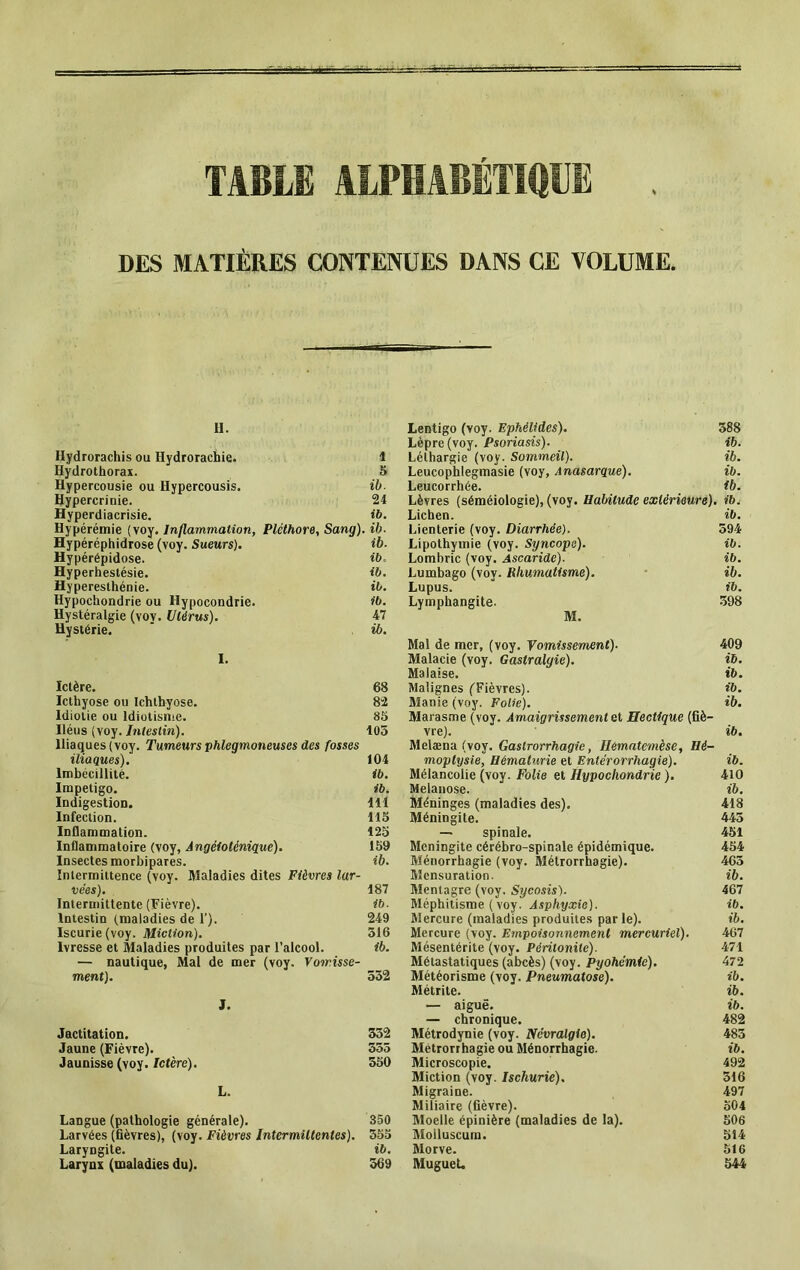 TABLE ALPHABÉTIQUE
DES MATIÈRES CONTENUES DANS CE VOLUME.
H.
Hydrorachis ou Hydrorachie. 1
Hydrothorax. 5
Hypercousie ou Hypercousis. ib.
Hypercrinie. 24
Hyperdiacrisie. ib.
Hypérémie (voy. Inflammation, Pléthore, Sang). ib.
Hypéréphidrose (voy. Sueurs). ib.
Hypérépidose. ib.
Hyperhestésie. ib.
Hyperesthénie. ib.
Hypochondrie ou Hypocondrie. ib.
Hystéralgie (voy. Utérus). 47
Hystérie. ib.
I.
Ictère. 68
Icthyose ou Ichthyose. 82
Idiotie ou Idiotisme. 85
Iléus (voy. Intestin). 103
Iliaques (voy. Tumeurs phlegmoneuses des fosses
iliaques). 104
Imbécillité. ib.
Impetigo. ib.
Indigestion. 111
Infection. 115
Inflammation. 125
Inflammatoire (voy, Angéioténique). 159
Insectes morbipares. ib.
Intermittence (voy. Maladies dites Fièvres lar-
vées). 187
Intermittente (Fièvre). ib.
Intestin (maladies de l'). 249
Iscurie (voy. Miction). 316
Ivresse et Maladies produites par l'alcool. ib.
— nautique, Mal de mer (voy. Vomisse-
ment). 332
J.
Jactitation. 332
Jaune (Fièvre). 333
Jaunisse (voy. Ictère). 350
L.
Langue (pathologie générale). 350
Larvées (fièvres), (voy. Fièvres Intermittentes). 355
Laryngite. ib.
Larynx (maladies du). 369
Lentigo (voy. Ephélides). 388
Lèpre (voy. Psoriasis). ib.
Léthargie (voy. Sommeil). ib.
Leucophlegmasie (voy, Anasarque). ib.
Leucorrhée. ib.
Lèvres (séméiologie), (voy. Habitude extérieure). ib.
Lichen. ib.
Lienterie (voy. Diarrhée). 394
Lipothymie (voy. Syncope). ib.
Lombric (voy. Ascaride). ib.
Lumbago (voy. Rhumatisme). ib.
Lupus. ib.
Lymphangite. 398
M.
Mal de mer, (voy. Vomissement). 409
Malacie (voy. Gastralgie). ib.
Malaise. ib.
Malignes (Fièvres). ib.
Manie (voy. Folie). ib.
Marasme (voy. Amaigrissement et Hectique (fiè-
vre). ib.
Melæna (voy. Gastrorrhagie, Hématemèse, Hé-
moptysie, Hématurie et Entérorrhagie). ib.
Mélancolie (voy. Folie et Hypochondrie). 410
Melanose. ib.
Méninges (maladies des). 418
Méningite. 443
— spinale. 451
Meningite cérébro-spinale épidémique. 454
Ménorrhagie (voy. Métrorrhagie). 463
Mensuration. ib.
Mentagre (voy. Sycosis). 467
Méphitisme (voy. Asphyxie). ib.
Mercure (maladies produites par le). ib.
Mercure (voy. Empoisonnement mercuriel). 467
Mésentérite (voy. Péritonite). 471
Métastatiques (abcès) (voy. Pyohémie). 472
Météorisme (voy. Pneumatose). ib.
Métrite. ib.
— aiguë. ib.
— chronique. 482
Métrodynie (voy. Névralgie). 483
Métrorrhagie ou Ménorrhagie. ib.
Microscopie. 492
Miction (voy. Ischurie). 316
Migraine. 497
Miliaire (fièvre). 504
Moelle épinière (maladies de la). 506
Molluscum. 514
Morve. 516
Muguet. 544